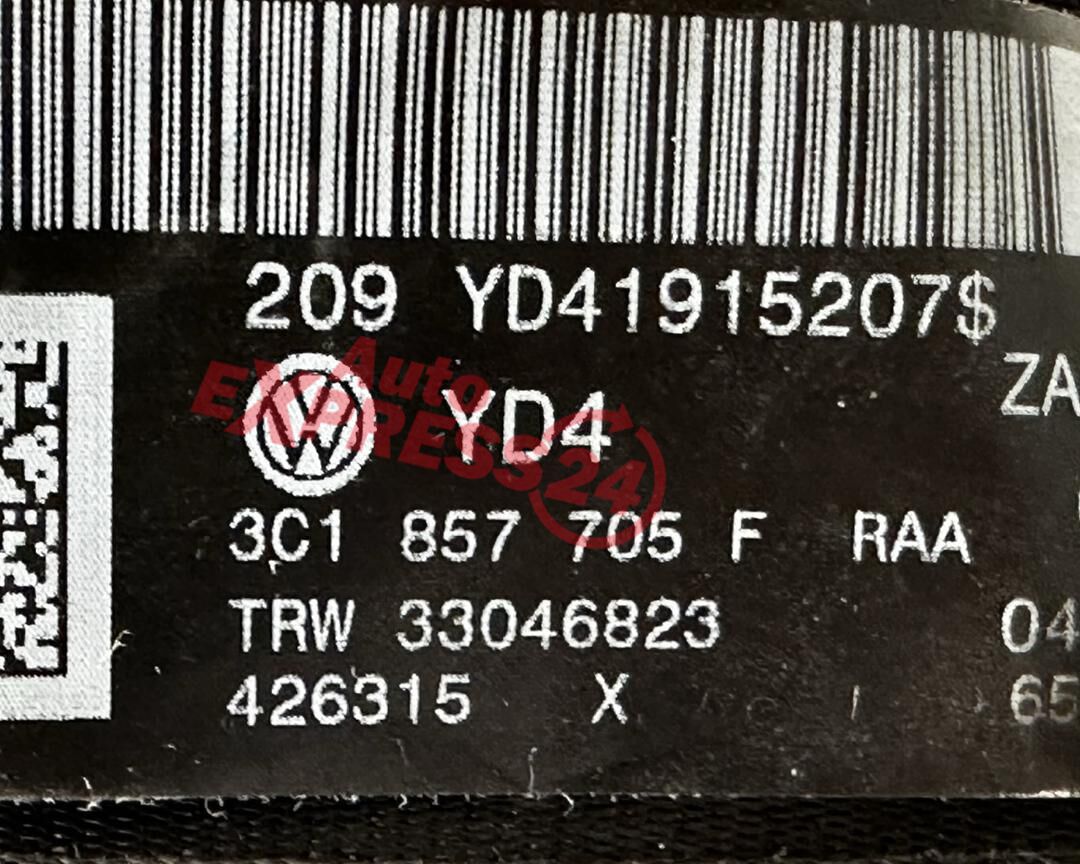 209 YD41915207$
ZA
YD4
Auto
EXPRESS24
3C1 857 705 F RAA
TRW 33046823 04
426315 X 65